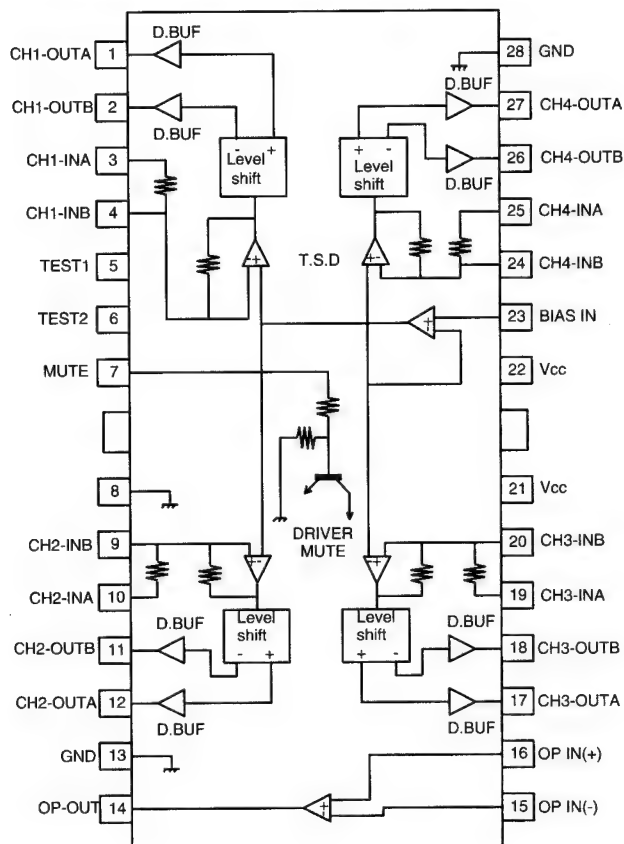 D.BUF
CH1-OUTA 1
CH1-OUTB 2
D.BUF
CH1-INA 3
- +
Level shift
CH1-INB 4
TEST1 5
- +
TEST2 6
MUTE 7
8
CH2-INB 9
+ -
CH2-INA 10
Level shift
D.BUF
- +
CH2-OUTB 11
CH2-OUTA 12
D.BUF
GND 13
OP-OUT 14
+
-
T.S.D
DRIVER MUTE
28 GND
D.BUF
27 CH4-OUTA
26 CH4-OUTB
D.BUF
+ -
Level shift
25 CH4-INA
24 CH4-INB
+ -
23 BIAS IN
+
-
22 Vcc
21 Vcc
20 CH3-INB
+ -
19 CH3-INA
Level shift
+ -
D.BUF
18 CH3-OUTB
17 CH3-OUTA
D.BUF
16 OP IN(+)
15 OP IN(-)